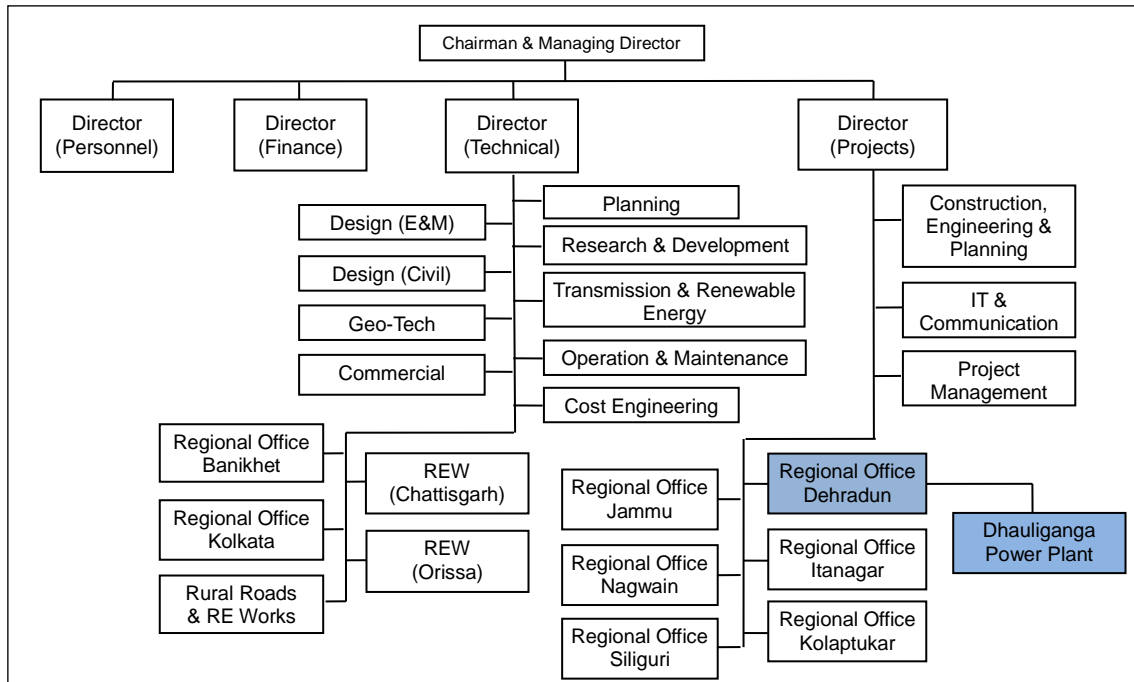 Chairman & Managing Director
Director
(Personnel)
Director
(Finance)
Director
(Technical)
Director
(Projects)
Planning
Design (E&M)
Research & Development
Design (Civil)
Transmission & Renewable
Energy
Geo-Tech
Operation & Maintenance
Commercial
Cost Engineering
Construction,
Engineering &
Planning
IT &
Communication
Project
Management
Regional Office
Banikhet
REW
(Chattisgarh)
Regional Office
Kolkata
REW
(Orissa)
Rural Roads
& RE Works
Regional Office
Dehradun
Regional Office
Jammu
Dhauliganga
Power Plant
Regional Office
Itanagar
Regional Office
Nagwain
Regional Office
Kolaptukar
Regional Office
Siliguri